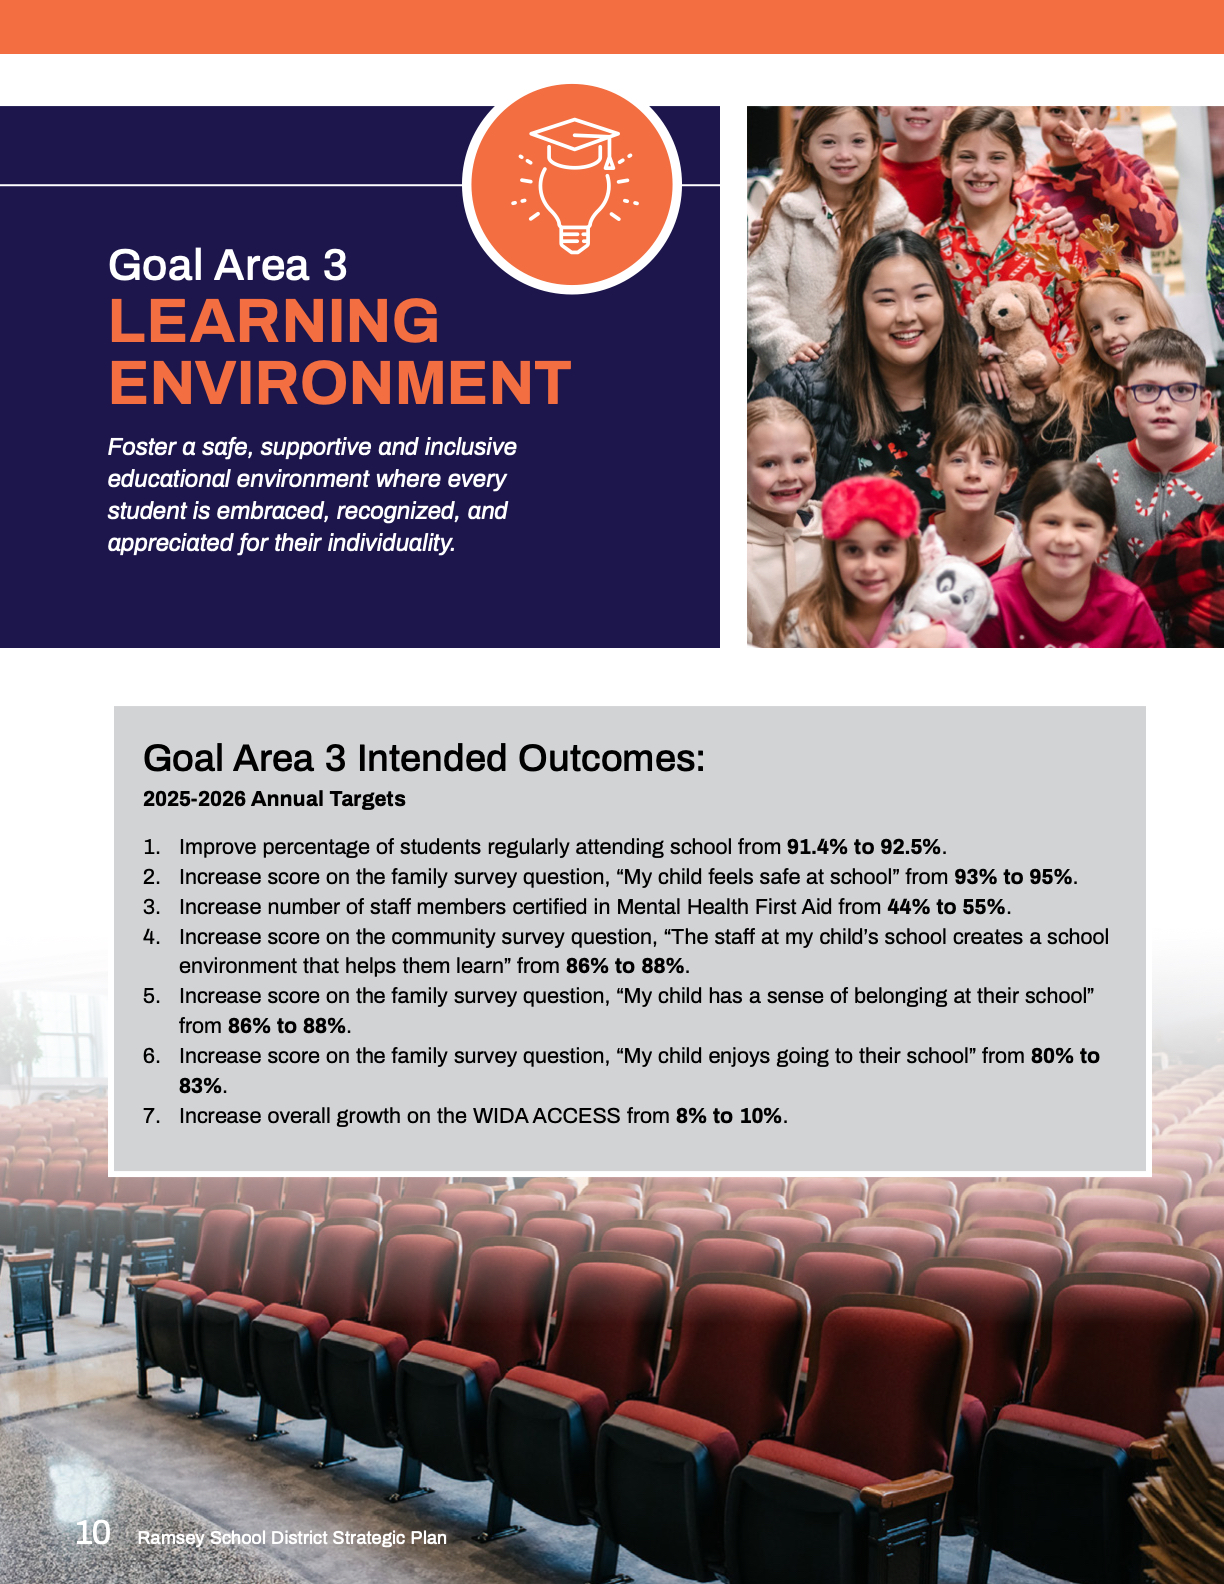 Goal Area 3
LEARNING
ENVIRONMENT
Foster a safe, supportive and inclusive
educational environment where every
student is embraced, recognized, and
appreciated for their individuality.
Goal Area 3 Intended Outcomes:
2025-2026 Annual Targets
1. Improve percentage of students regularly attending school from 91.4% to 92.5%.
2. Increase score on the family survey question, “My child feels safe at school” from 93% to 95%.
3. Increase number of staff members certified in Mental Health First Aid from 44% to 55%.
4. Increase score on the community survey question, “The staff at my child’s school creates a school
environment that helps them learn” from 86% to 88%.
5. Increase score on the family survey question, “My child has a sense of belonging at their school”
from 86% to 88%.
6. Increase score on the family survey question, “My child enjoys going to their school” from 80% to
83%.
7. Increase overall growth on the WIDA ACCESS from 8% to 10%.
10 Ramsey School District Strategic Plan